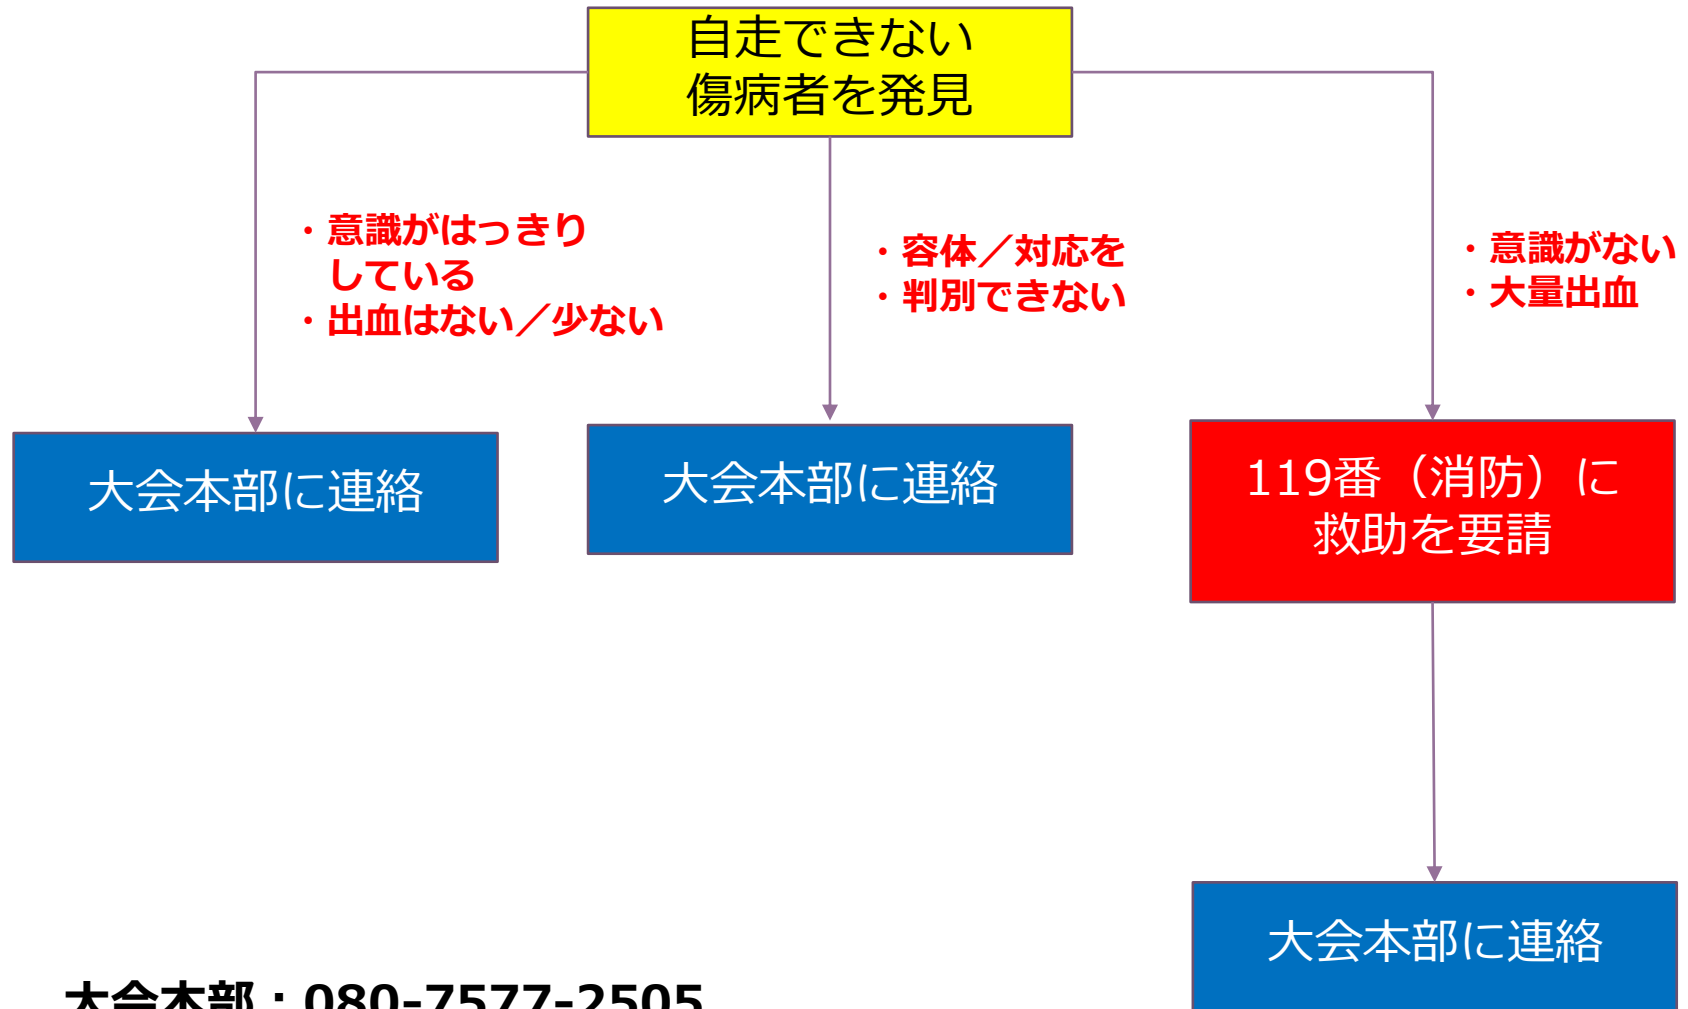 自走できない
傷病者を発見
・意識がはっきり
している
・出血はない／少ない
・容体／対応を
・判別できない
・意識がない
・大量出血
大会本部に連絡
大会本部に連絡
119番（消防）に
救助を要請
大会本部に連絡
大会本部：080-7577-2505